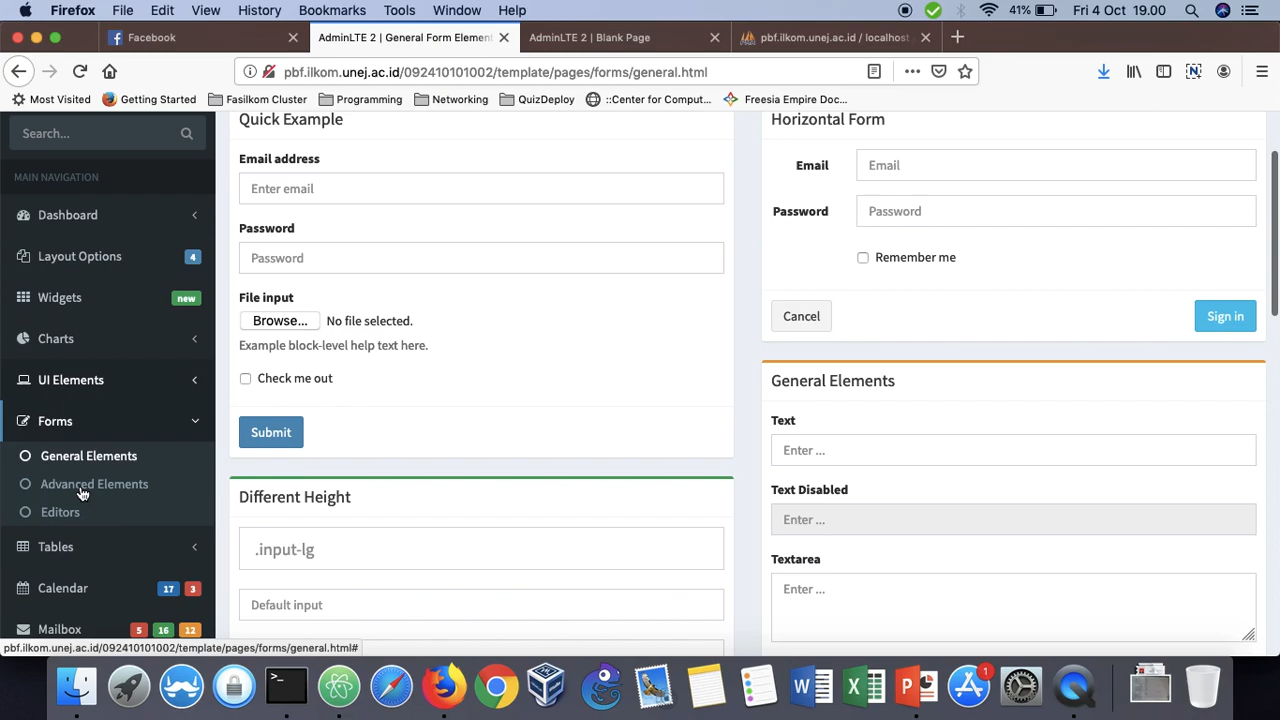 Firefox File Edit View History Bookmarks Tools Window Help 41% Fri 4 Oct 19.00
Facebook
AdminLTE 2 | General Form Element
AdminLTE 2 | Blank Page
pbf.ilkom.unej.ac.id / localhost
pbf.ilkom.unej.ac.id/092410101002/template/pages/forms/general.html
Most Visited Getting Started Fasilkom Cluster Programming Networking QuizDeploy ::Center for Comput... Freesia Empire Doc...
Search...
MAIN NAVIGATION
Dashboard
Layout Options 4
Widgets new
Charts
UI Elements
Forms
General Elements
Advanced Elements
Editors
Tables
Calendar 17 3
Mailbox 5 16 12
Quick Example
Email address
Enter email
Password
Password
File input
Browse... No file selected.
Example block-level help text here.
Check me out
Submit
Different Height
.input-lg
Default input
Horizontal Form
Email Email
Password Password
Remember me
Cancel Sign in
General Elements
Text
Enter ...
Text Disabled
Enter ...
Textarea
Enter ...
pbf.ilkom.unej.ac.id/092410101002/template/pages/forms/general.html#
1